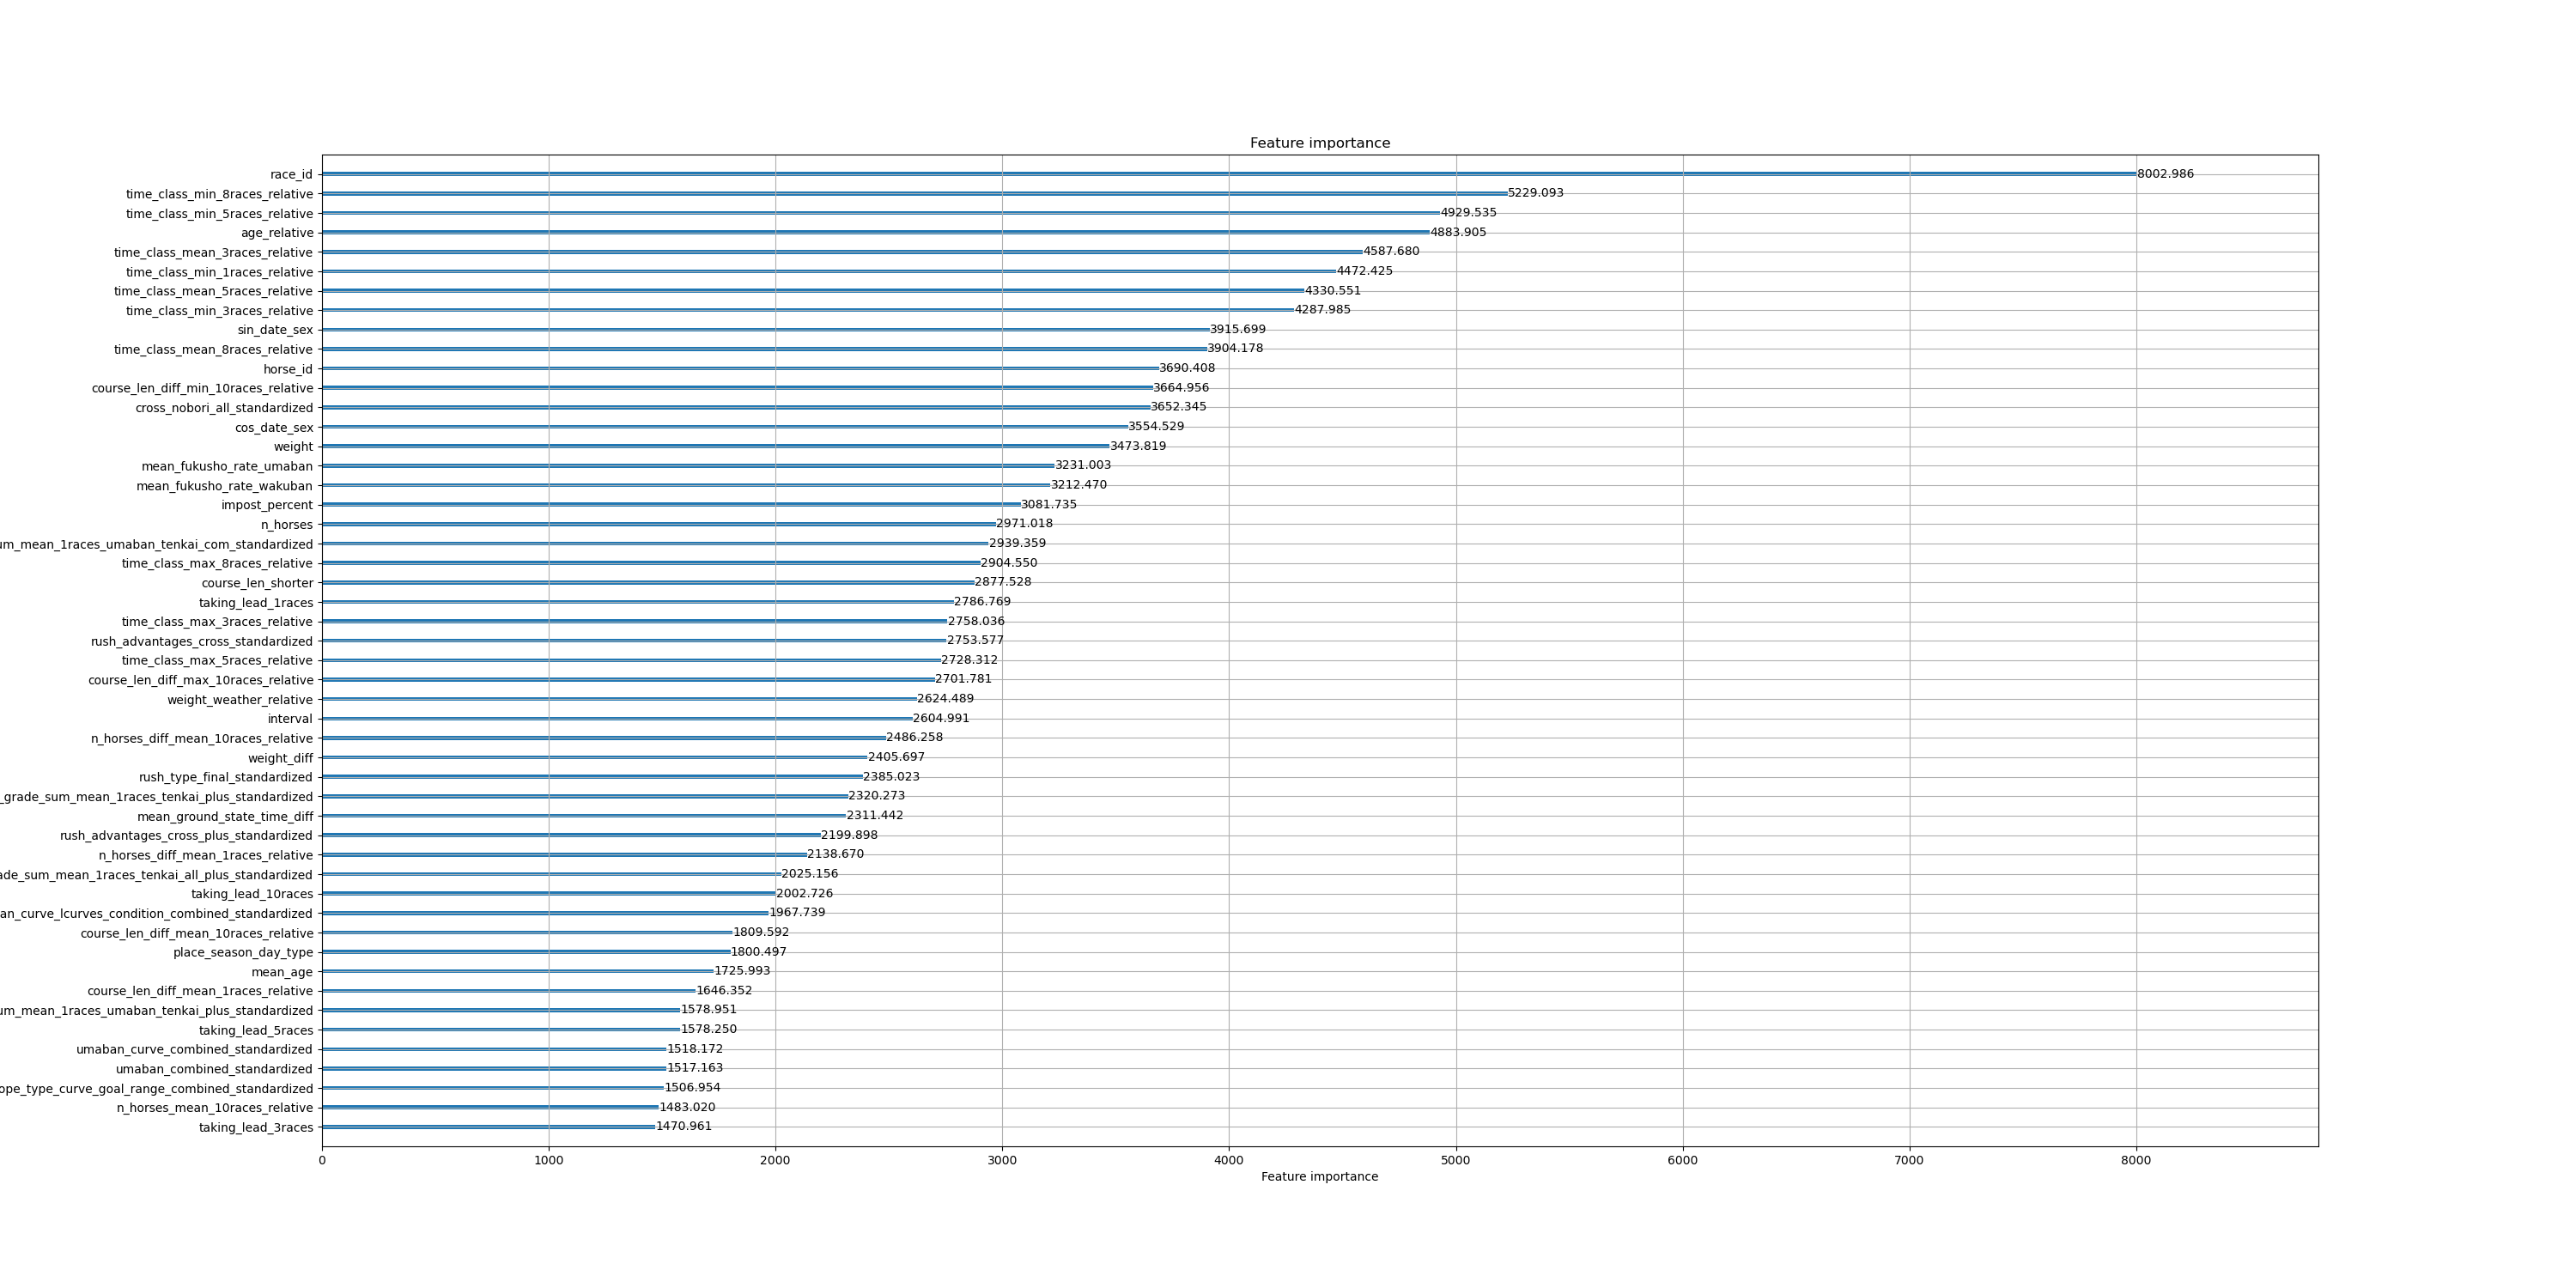 Feature importance
race_id 8002.986
time_class_min_8races_relative 5229.093
time_class_min_5races_relative 4929.535
age_relative 4883.905
time_class_mean_3races_relative 4587.680
time_class_min_1races_relative 4472.425
time_class_mean_5races_relative 4330.551
time_class_min_3races_relative 4287.985
sin_date_sex 3915.699
time_class_mean_8races_relative 3904.178
horse_id 3690.408
course_len_diff_min_10races_relative 3664.956
cross_nobori_all_standardized 3652.345
cos_date_sex 3554.529
weight 3473.819
mean_fukusho_rate_umaban 3231.003
mean_fukusho_rate_wakuban 3212.470
impost_percent 3081.735
n_horses 2971.018
um_mean_1races_umaban_tenkai_com_standardized 2939.359
time_class_max_8races_relative 2904.550
course_len_shorter 2877.528
taking_lead_1races 2786.769
time_class_max_3races_relative 2758.036
rush_advantages_cross_standardized 2753.577
time_class_max_5races_relative 2728.312
course_len_diff_max_10races_relative 2701.781
weight_weather_relative 2624.489
interval 2604.991
n_horses_diff_mean_10races_relative 2486.258
weight_diff 2405.697
rush_type_final_standardized 2385.023
_grade_sum_mean_1races_tenkai_plus_standardized 2320.273
mean_ground_state_time_diff 2311.442
rush_advantages_cross_plus_standardized 2199.898
n_horses_diff_mean_1races_relative 2138.670
ade_sum_mean_1races_tenkai_all_plus_standardized 2025.156
taking_lead_10races 2002.726
an_curve_lcurves_condition_combined_standardized 1967.739
course_len_diff_mean_10races_relative 1809.592
place_season_day_type 1800.497
mean_age 1725.993
course_len_diff_mean_1races_relative 1646.352
um_mean_1races_umaban_tenkai_plus_standardized 1578.951
taking_lead_5races 1578.250
umaban_curve_combined_standardized 1518.172
umaban_combined_standardized 1517.163
ope_type_curve_goal_range_combined_standardized 1506.954
n_horses_mean_10races_relative 1483.020
taking_lead_3races 1470.961
0 1000 2000 3000 4000 5000 6000 7000 8000
Feature importance